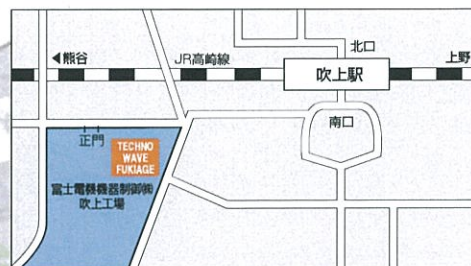 北口
◀熊谷
JR高崎線
吹上駅
上野
南口
正門
TECHNO
WAVE
FUKIAGE
富士電機機器制御㈱
吹上工場